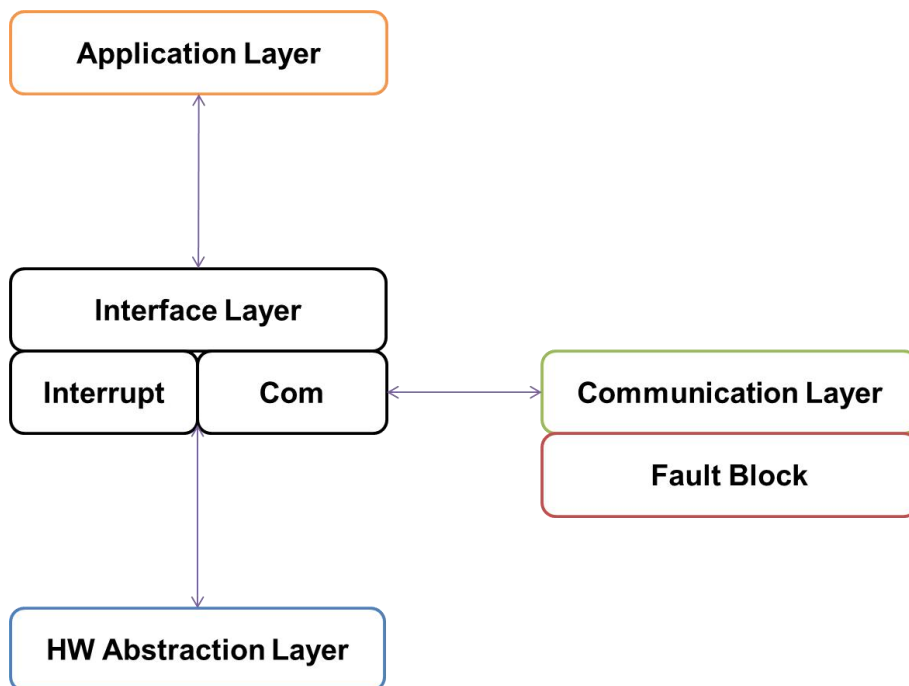 Application Layer
Interface Layer
Interrupt
Com
Communication Layer
Fault Block
HW Abstraction Layer